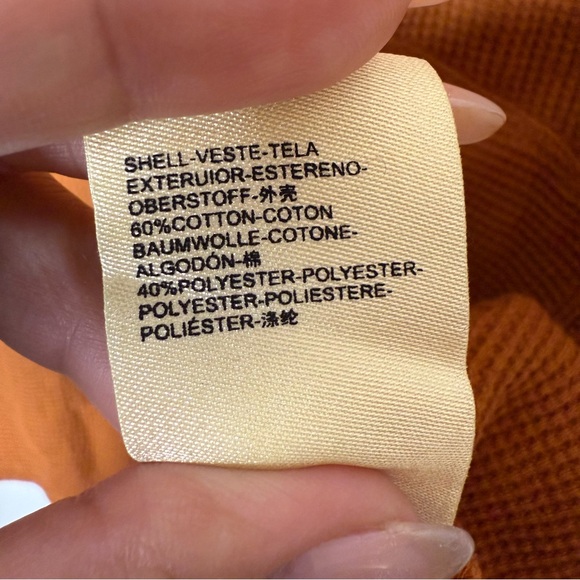 SHELL-VESTE-TELA
EXTERUIOR-ESTERENO-
OBERSTOFF-外壳
60%COTTON-COTON
BAUMWOLLE-COTONE-
ALGODÓN-棉
40%POLYESTER-POLYESTER-
POLYESTER-POLIESTERE-
POLIÉSTER-涤纶